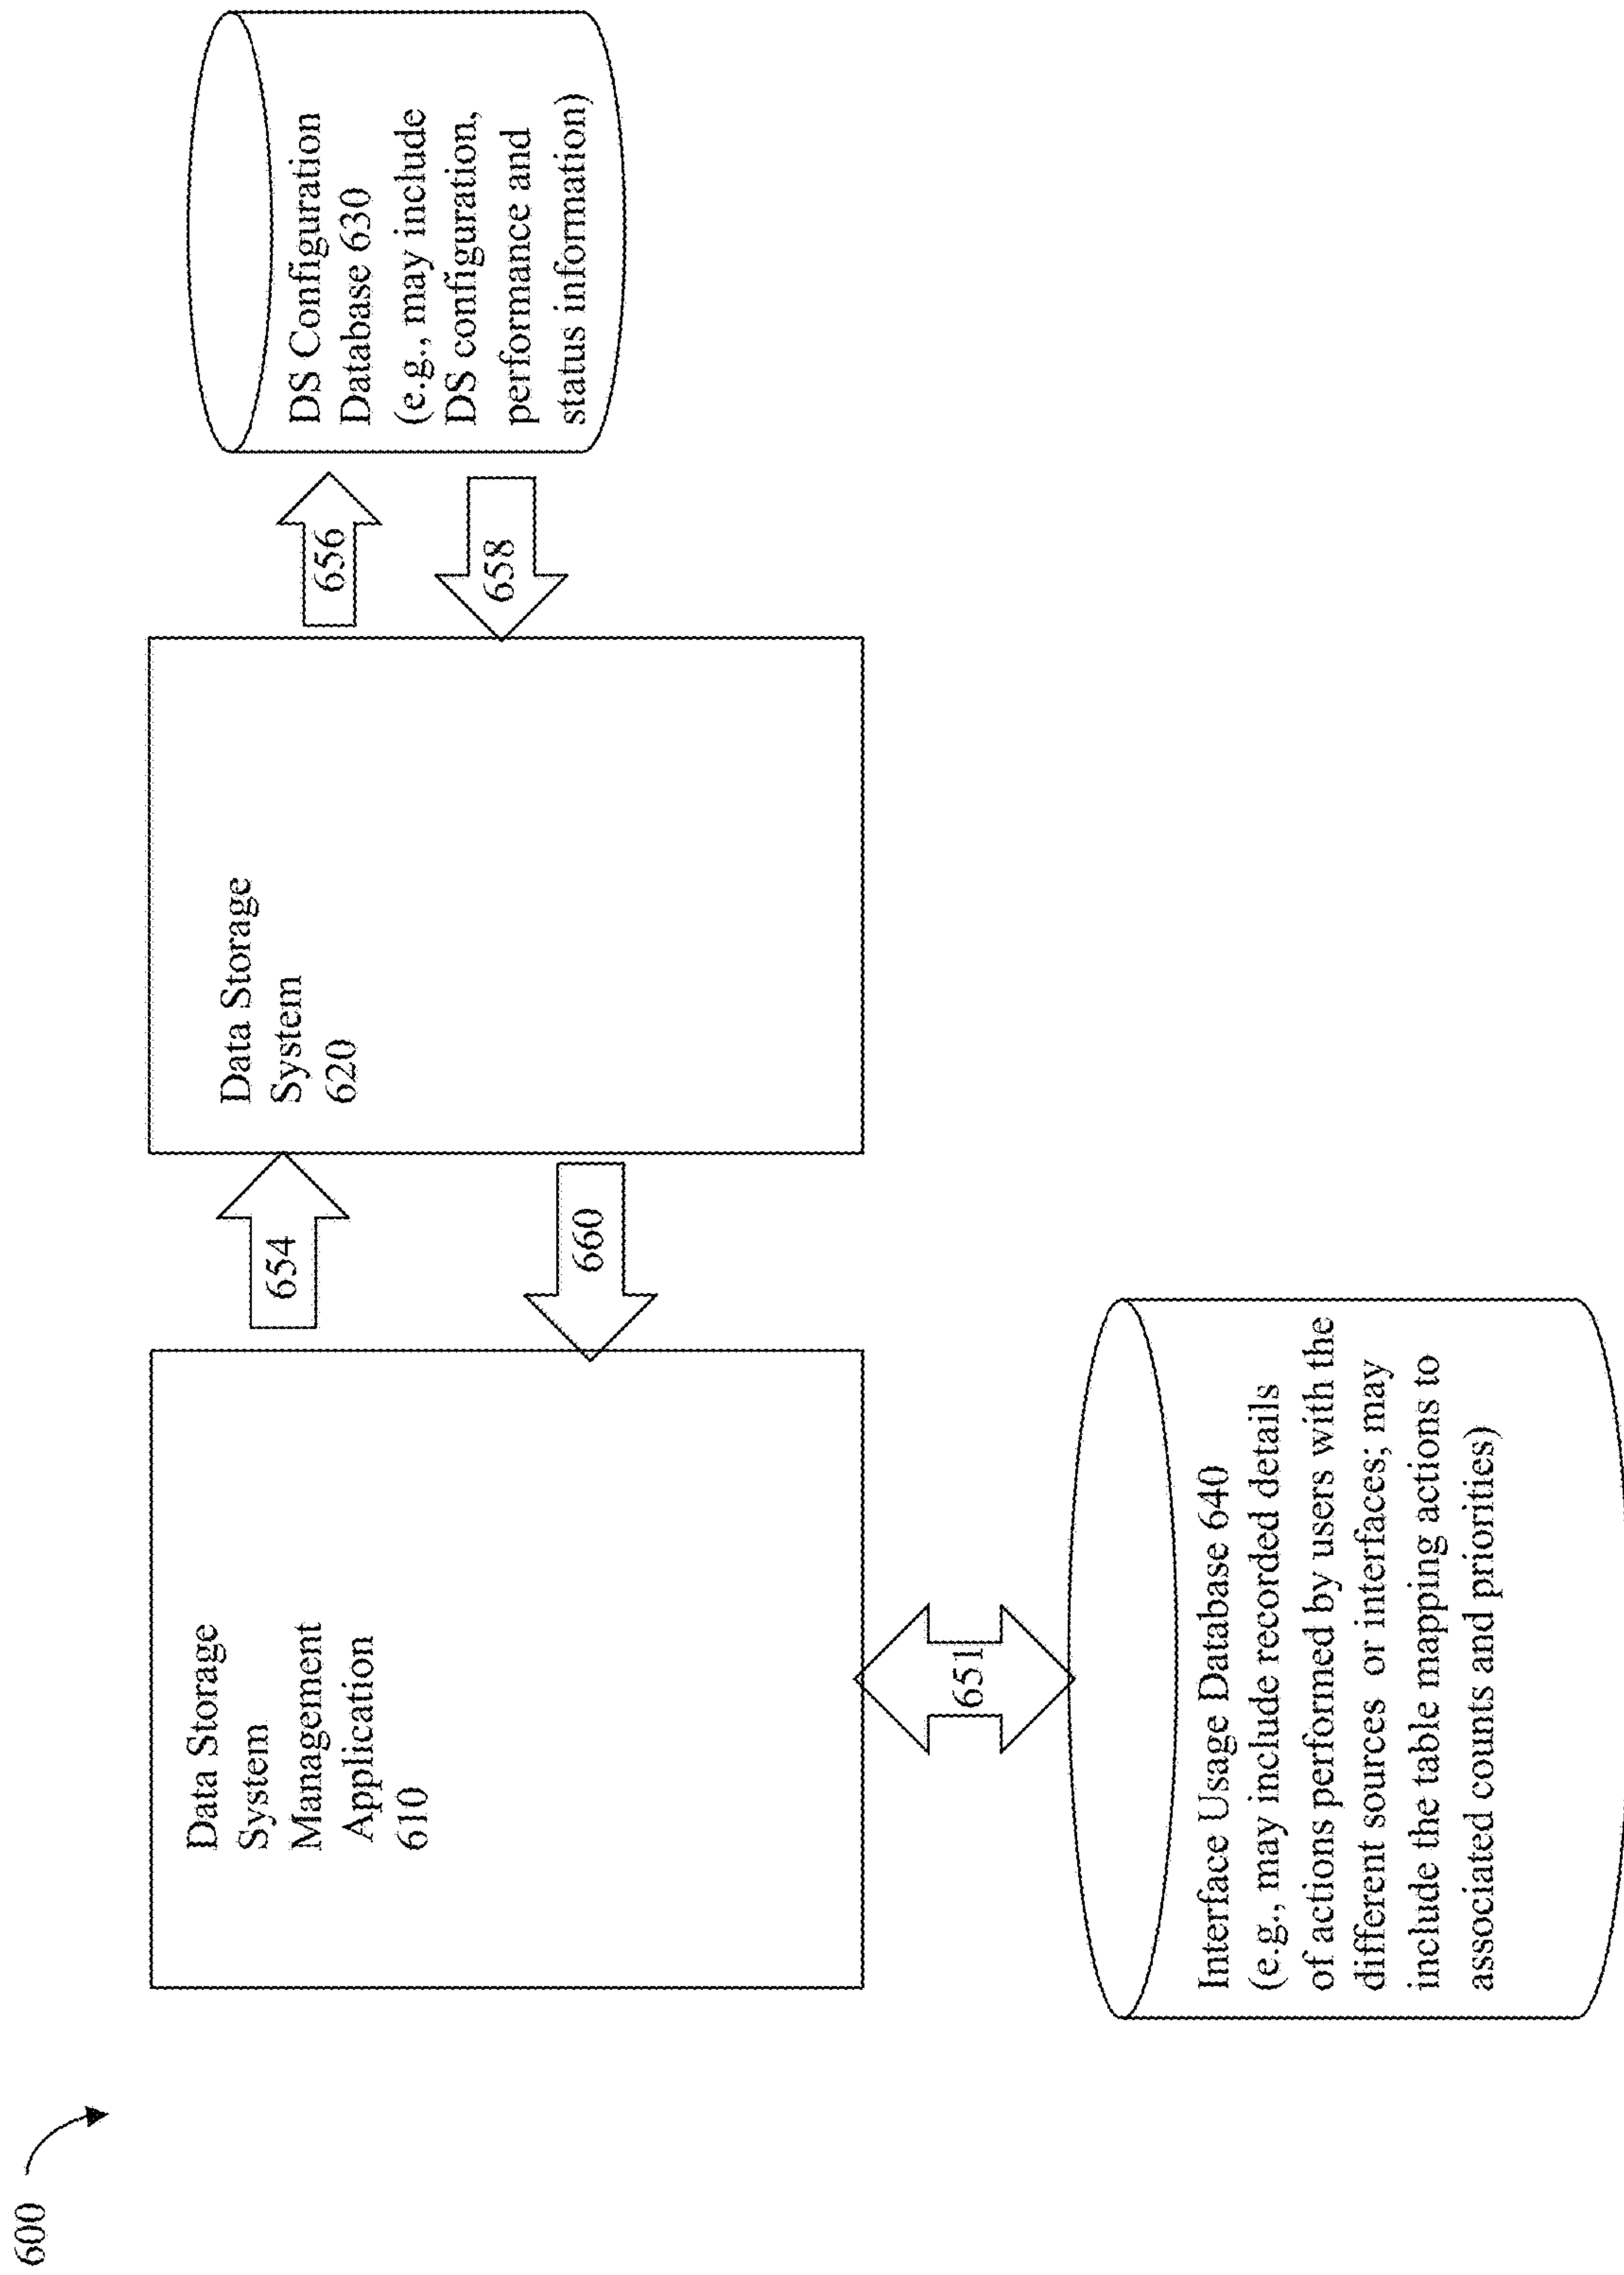 600
Data Storage
System
Management
Application
610
654
660
Data Storage
System
620
656
658
DS Configuration
Database 630
(e.g., may include
DS configuration,
performance and
status information)
651
Interface Usage Database 640
(e.g., may include recorded details
of actions performed by users with the
different sources or interfaces; may
include the table mapping actions to
associated counts and priorities)